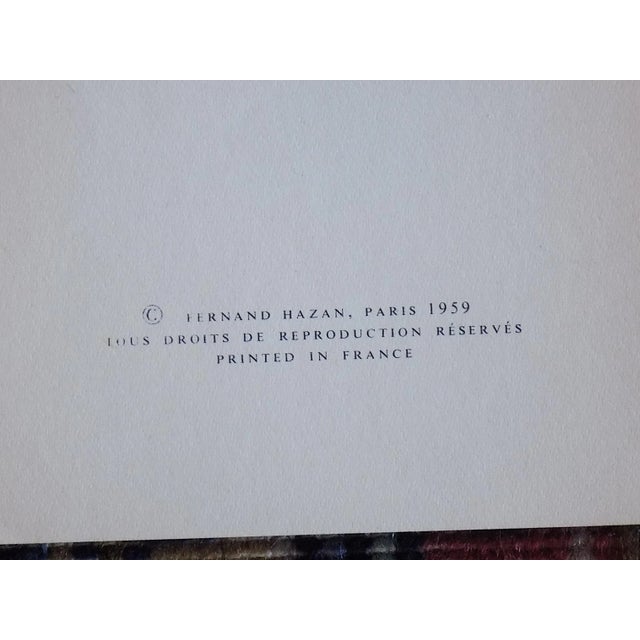 © FERNAND HAZAN, PARIS 1959
TOUS DROITS DE REPRODUCTION RÉSERVÉS
PRINTED IN FRANCE